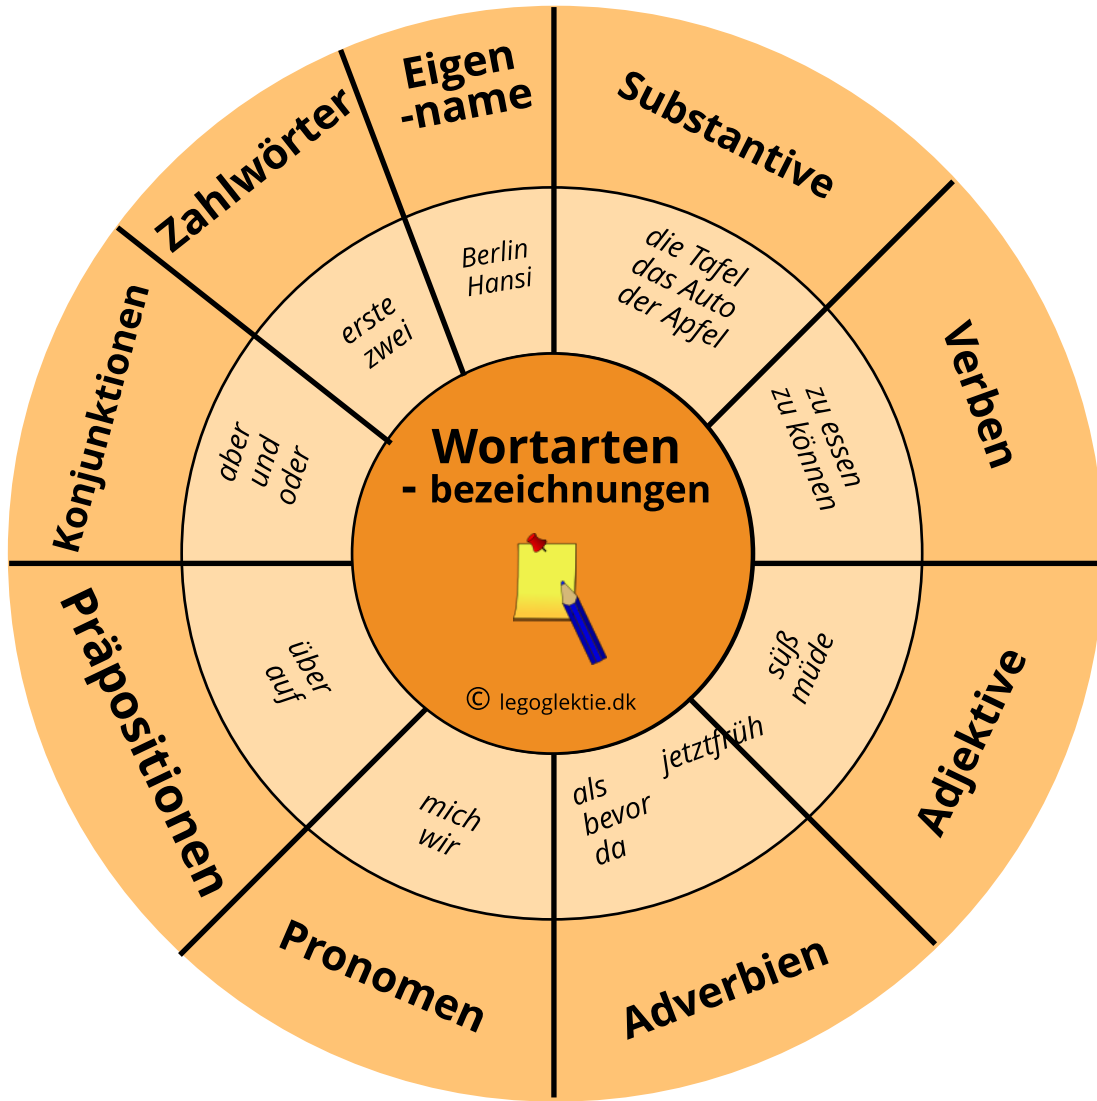 Wortarten
- bezeichnungen
© legoglektie.dk
Eigen
-name
Berlin
Hansi
Substantive
die Tafel
das Auto
der Apfel
Verben
zu essen
zu können
Adjektive
süß
müde
Adverbien
jetztfrüh
als
bevor
da
Pronomen
mich
wir
Präpositionen
über
auf
Konjunktionen
aber
und
oder
Zahlwörter
erste
zwei